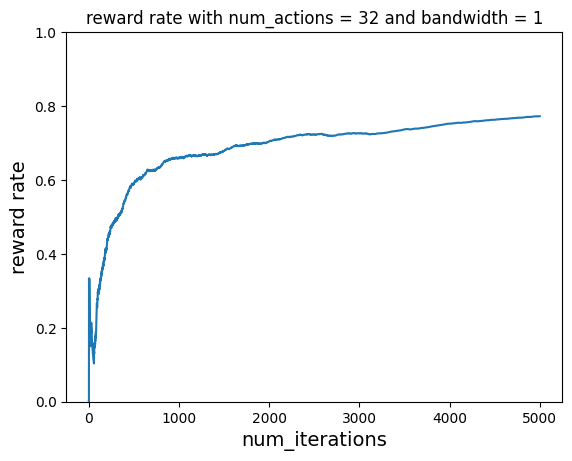 reward rate with num_actions = 32 and bandwidth = 1
1.0
0.8
0.6
0.4
0.2
0.0
reward rate
0 1000 2000 3000 4000 5000
num_iterations